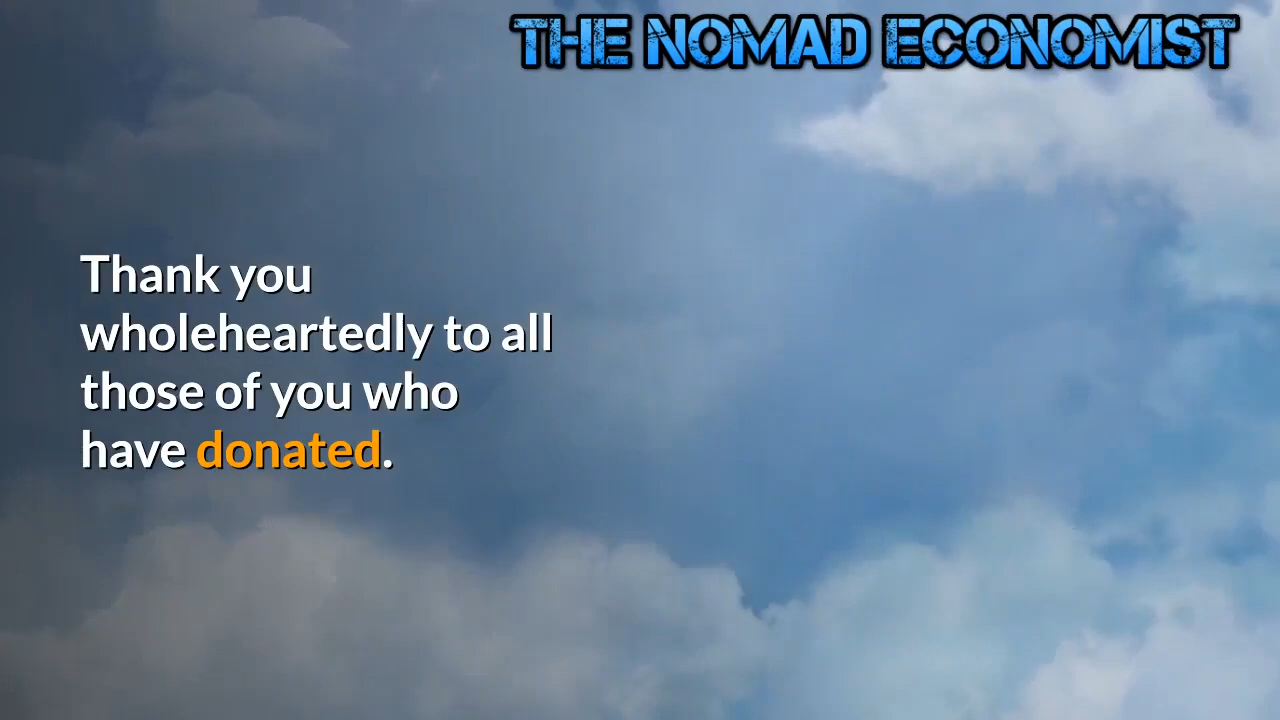 THE NOMAD ECONOMIST
Thank you
wholeheartedly to all
those of you who
have donated.